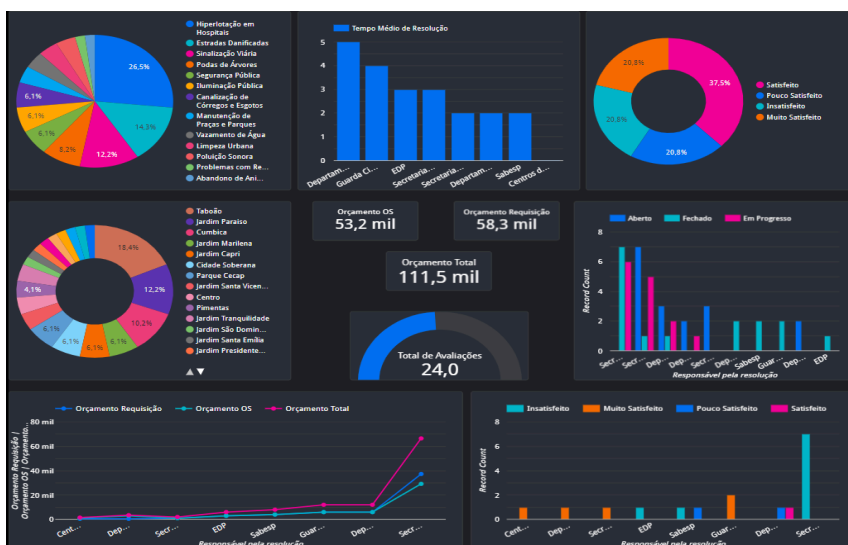 Hiperlotação em
Hospitais
Estradas Danificadas
Sinalização Viária
Podas de Árvores
Segurança Pública
Iluminação Pública
Canalização de
Córregos e Esgotos
Manutenção de
Praças e Parques
Vazamento de Água
Limpeza Urbana
Poluição Sonora
Problemas com Re...
Abandono de Ani...
26,5%
14,3%
12,2%
8,2%
6,1%
6,1%
6,1%
Tempo Médio de Resolução
5
4
3
2
1
0
Departam...
Guarda Ci...
EDP
Secretaria...
Secretaria...
Departam...
Sabesp
Centros d...
37,5%
20,8%
20,8%
20,8%
Satisfeito
Pouco Satisfeito
Insatisfeito
Muito Satisfeito
18,4%
12,2%
10,2%
6,1%
6,1%
6,1%
6,1%
4,1%
Taboão
Jardim Paraiso
Cumbica
Jardim Marilena
Jardim Capri
Cidade Soberana
Parque Cecap
Jardim Santa Vicen...
Centro
Pimentas
Jardim Tranquilidade
Jardim São Domin...
Jardim Santa Emília
Jardim Presidente...
Orçamento OS
53,2 mil
Orçamento Requisição
58,3 mil
Orçamento Total
111,5 mil
Total de Avaliações
24,0
Aberto
Fechado
Em Progresso
Record Count
8
6
4
2
0
Secr...
Secr...
Dep...
Dep...
Secr...
Dep...
Sabesp
Guar...
Dep...
EDP
Responsável pela resolução
Orçamento Requisição
Orçamento OS
Orçamento Total
Orçamento Requisição |
Orçamento OS | Orçamento...
80 mil
60 mil
40 mil
20 mil
0
Cent...
Dep...
Secr...
EDP
Sabesp
Guar...
Dep...
Secr...
Responsável pela resolução
Insatisfeito
Muito Satisfeito
Pouco Satisfeito
Satisfeito
Record Count
8
6
4
2
0
Cent...
Dep...
Secr...
EDP
Sabesp
Guar...
Dep...
Secr...
Responsável pela resolução